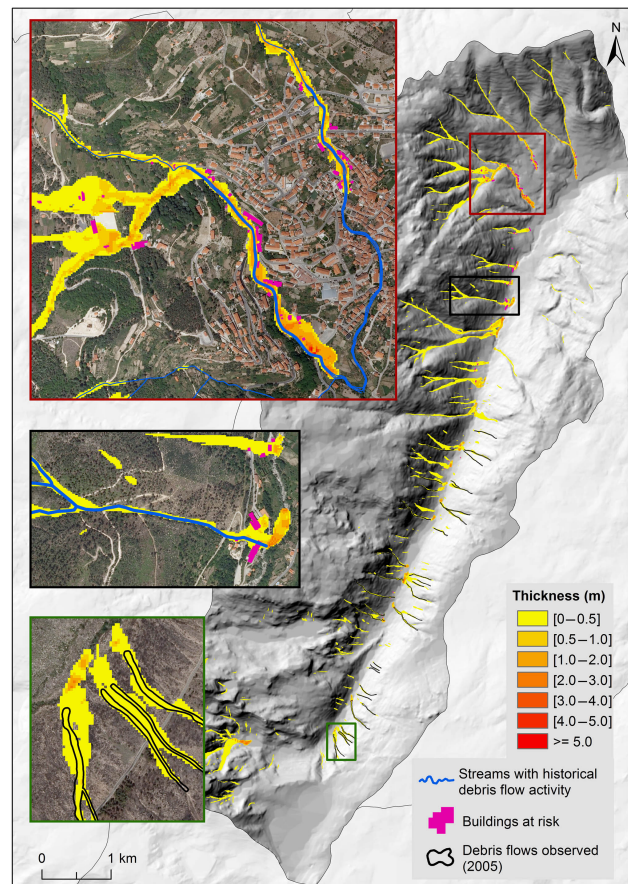 N
Thickness (m)
[0–0.5]
[0.5–1.0]
[1.0–2.0]
[2.0–3.0]
[3.0–4.0]
[4.0–5.0]
>= 5.0
Streams with historical
debris flow activity
Buildings at risk
Debris flows observed
(2005)
0 1 km